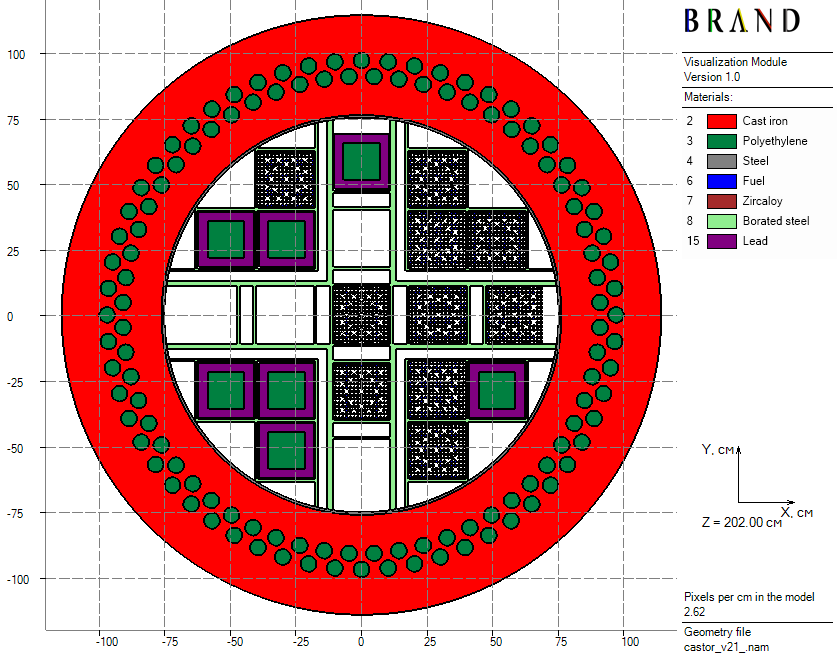 BRAND
Visualization Module
Version 1.0
Materials:
2 Cast iron
3 Polyethylene
4 Steel
6 Fuel
7 Zircaloy
8 Borated steel
15 Lead
100
75
50
25
0
-25
-50
-75
-100
-100 -75 -50 -25 0 25 50 75 100
Y, см
X, см
Z = 202.00 см
Pixels per cm in the model
2.62
Geometry file
castor_v21_.nam